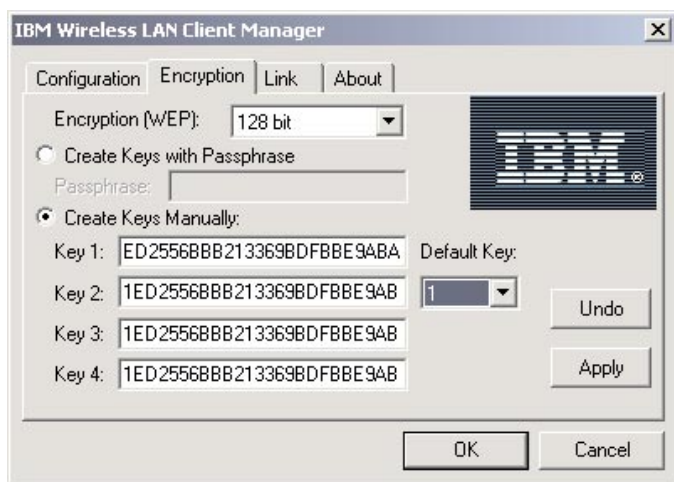 IBM Wireless LAN Client Manager
Configuration Encryption Link About
Encryption (WEP): 128 bit
IBM®
Create Keys with Passphrase
Passphrase:
Create Keys Manually:
Key 1: ED2556BBB213369BDFBBE9ABA Default Key:
Key 2: 1ED2556BBB213369BDFBBE9AB 1
Undo
Key 3: 1ED2556BBB213369BDFBBE9AB
Key 4: 1ED2556BBB213369BDFBBE9AB Apply
OK Cancel